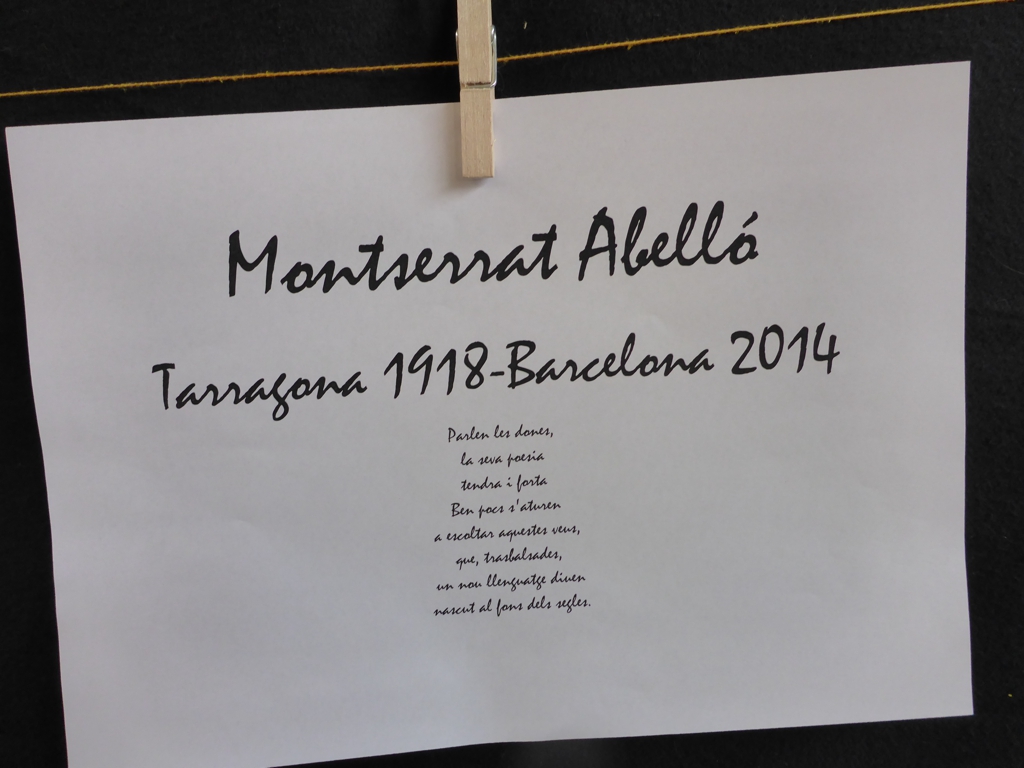 Montserrat Abelló
Tarragona 1918-Barcelona 2014
Parlen les dones,
la seva poesia
tendra i forta
Ben pocs s'aturen
a escoltar aquestes veus,
que, trasbalsades,
un nou llenguatge diuen
nascut al fons dels segles.